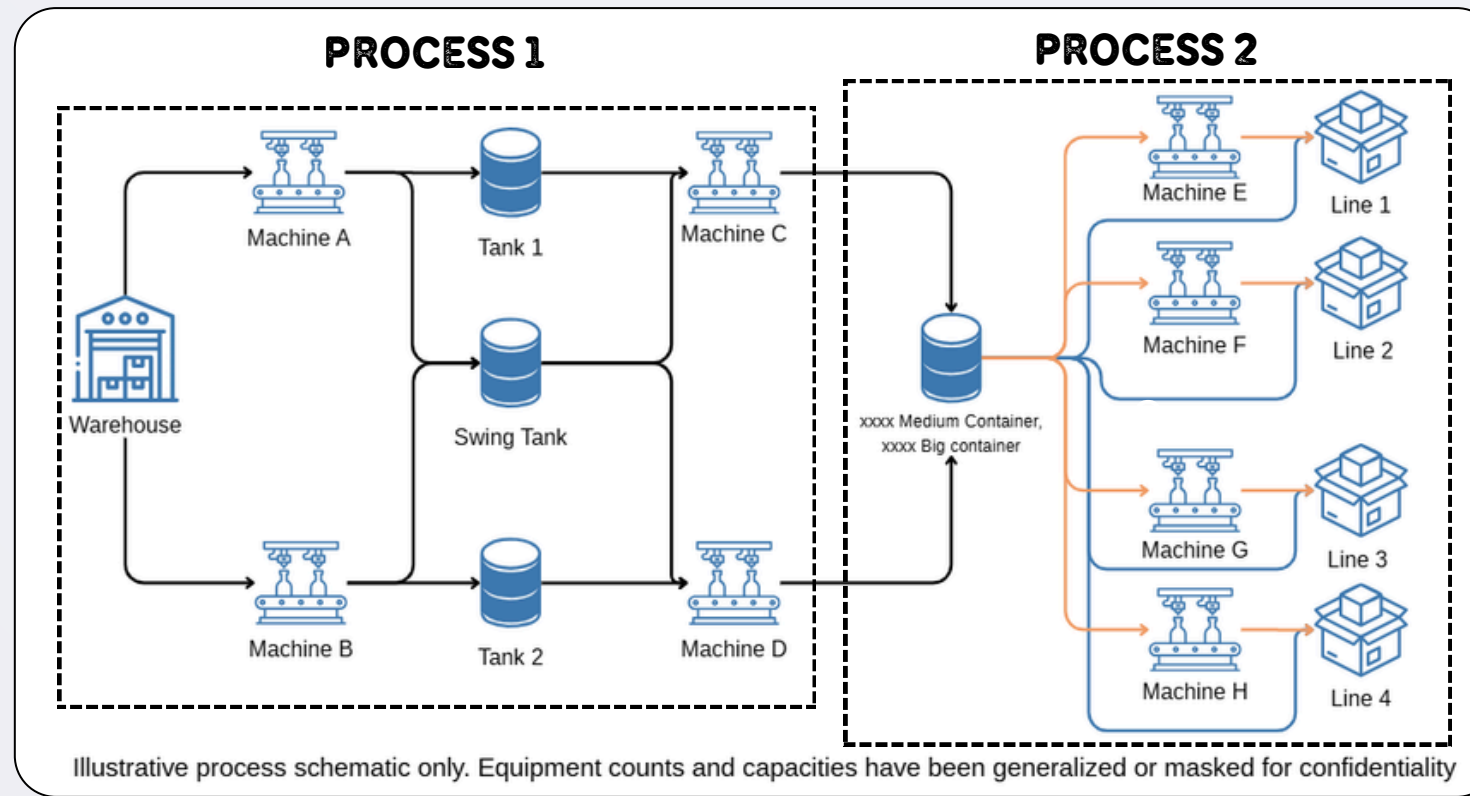 PROCESS 1
PROCESS 2
Machine A
Tank 1
Machine C
Machine E
Line 1
Machine F
Line 2
Warehouse
Swing Tank
xxxx Medium Container,
xxxx Big container
Machine G
Line 3
Machine B
Tank 2
Machine D
Machine H
Line 4
Illustrative process schematic only. Equipment counts and capacities have been generalized or masked for confidentiality